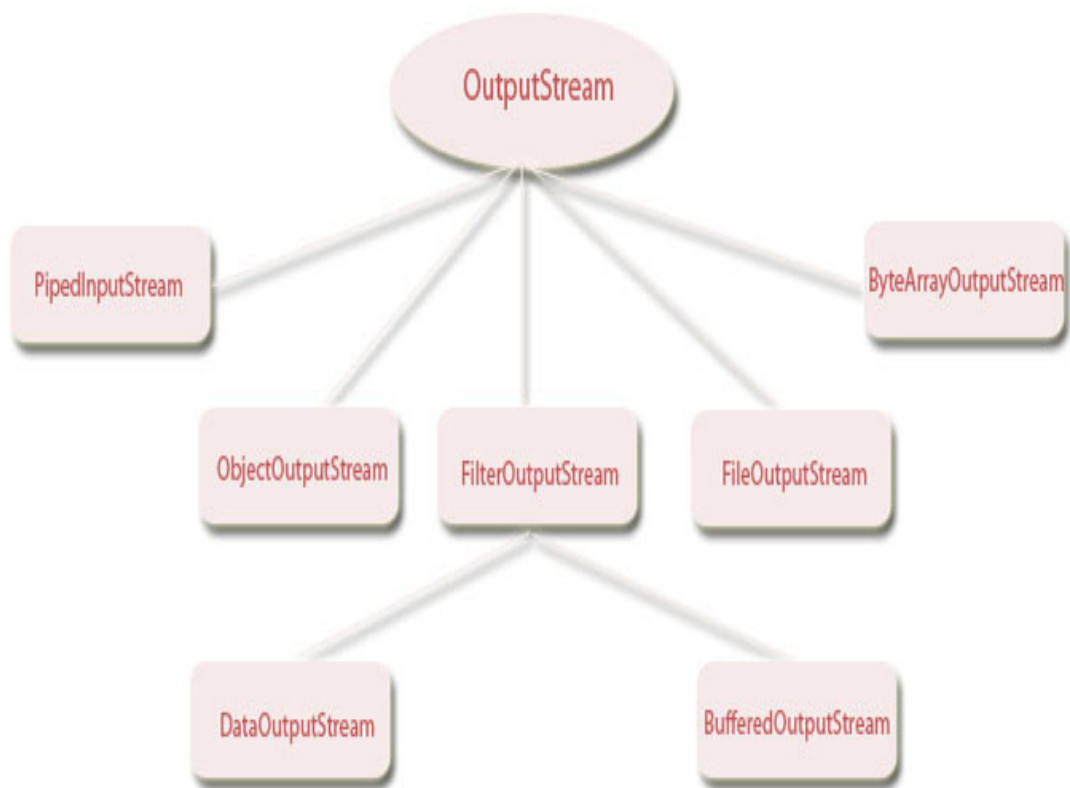 OutputStream
PipedInputStream
ByteArrayOutputStream
ObjectOutputStream
FilterOutputStream
FileOutputStream
DataOutputStream
BufferedOutputStream